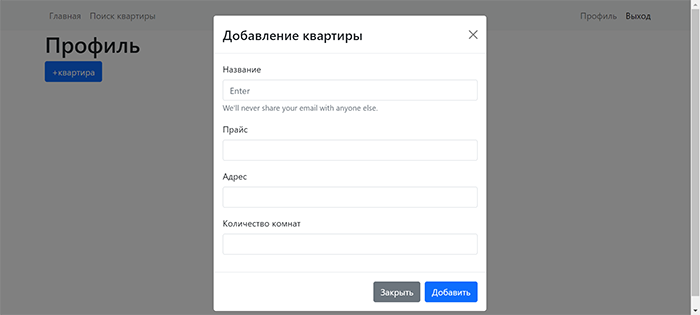 Главная Поиск квартиры Профиль Выход
Профиль
+квартира
Добавление квартиры
Название
Enter
We'll never share your email with anyone else.
Прайс
Адрес
Количество комнат
Закрыть Добавить